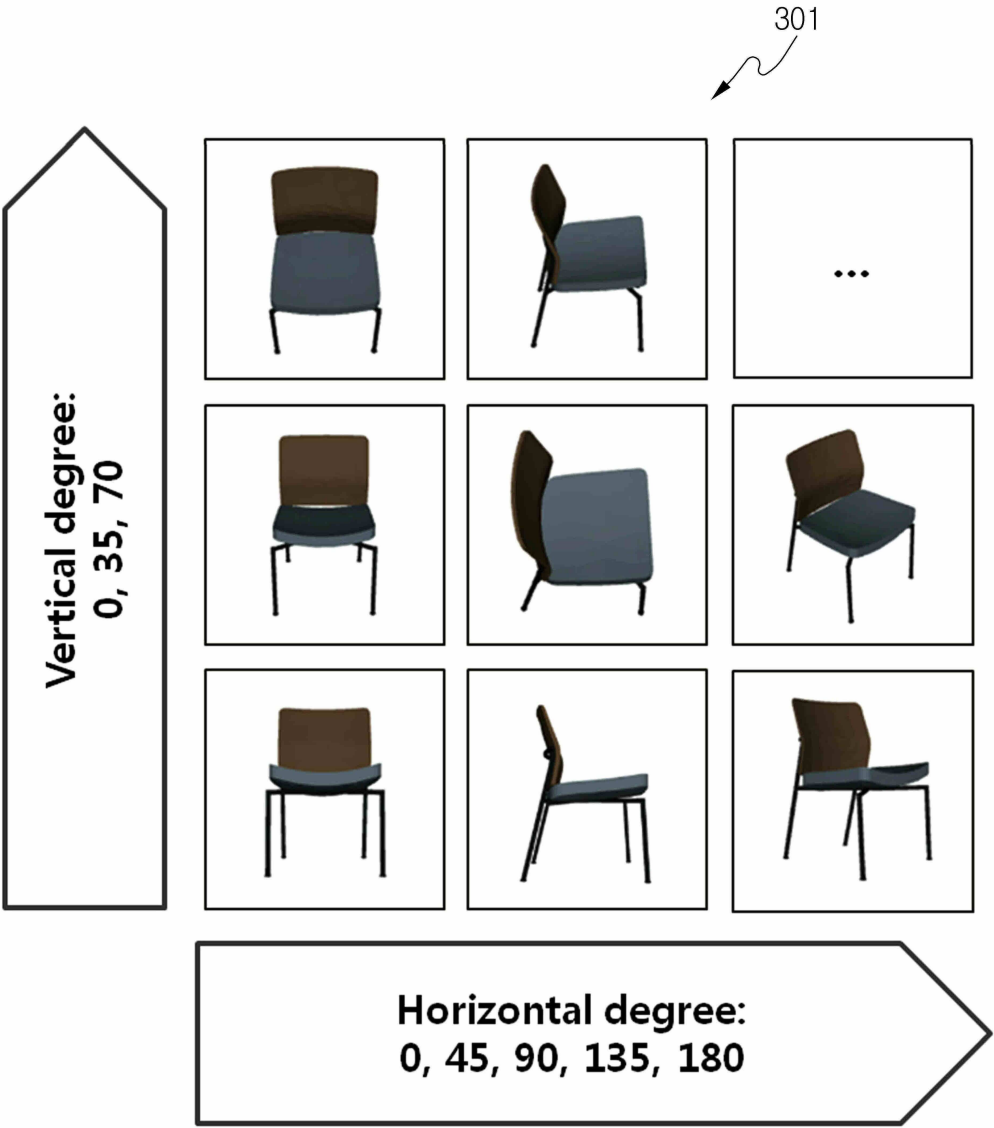 301
Vertical degree:
0, 35, 70
...
Horizontal degree:
0, 45, 90, 135, 180